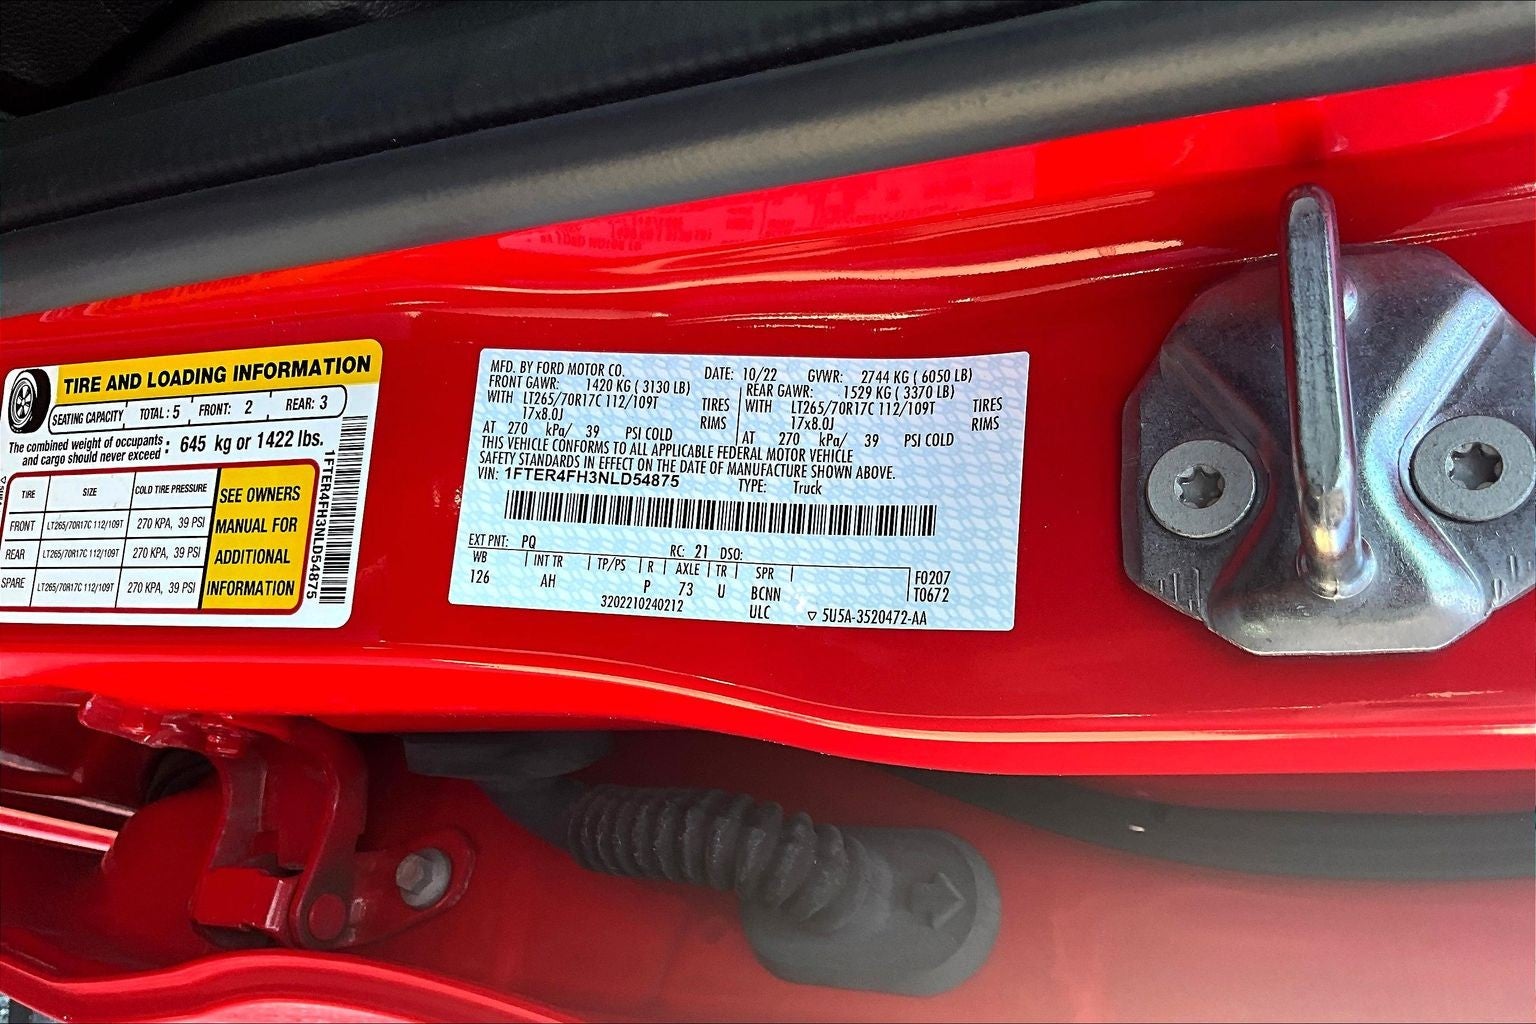 TIRE AND LOADING INFORMATION
SEATING CAPACITY TOTAL : 5 FRONT: 2 REAR: 3
The combined weight of occupants and cargo should never exceed : 645 kg or 1422 lbs.
TIRE SIZE COLD TIRE PRESSURE
FRONT LT265/70R17C 112/109T 270 KPA, 39 PSI
REAR LT265/70R17C 112/109T 270 KPA, 39 PSI
SPARE LT265/70R17C 112/109T 270 KPA, 39 PSI
SEE OWNERS
MANUAL FOR
ADDITIONAL
INFORMATION
1FTER4FH3NLD54875
MFD. BY FORD MOTOR CO. DATE: 10/22 GVWR: 2744 KG ( 6050 LB)
FRONT GAWR: 1420 KG ( 3130 LB) REAR GAWR: 1529 KG ( 3370 LB)
WITH LT265/70R17C 112/109T TIRES WITH LT265/70R17C 112/109T TIRES
17x8.0J RIMS 17x8.0J RIMS
AT 270 kPa/ 39 PSI COLD AT 270 kPa/ 39 PSI COLD
THIS VEHICLE CONFORMS TO ALL APPLICABLE FEDERAL MOTOR VEHICLE
SAFETY STANDARDS IN EFFECT ON THE DATE OF MANUFACTURE SHOWN ABOVE.
VIN: 1FTER4FH3NLD54875 TYPE: Truck
EXT PNT: PQ RC: 21 DSO:
WB INT TR TP/PS R AXLE TR SPR F0207
126 AH P 73 U BCNN T0672
3202210240212 ULC ▽ 5U5A-3520472-AA